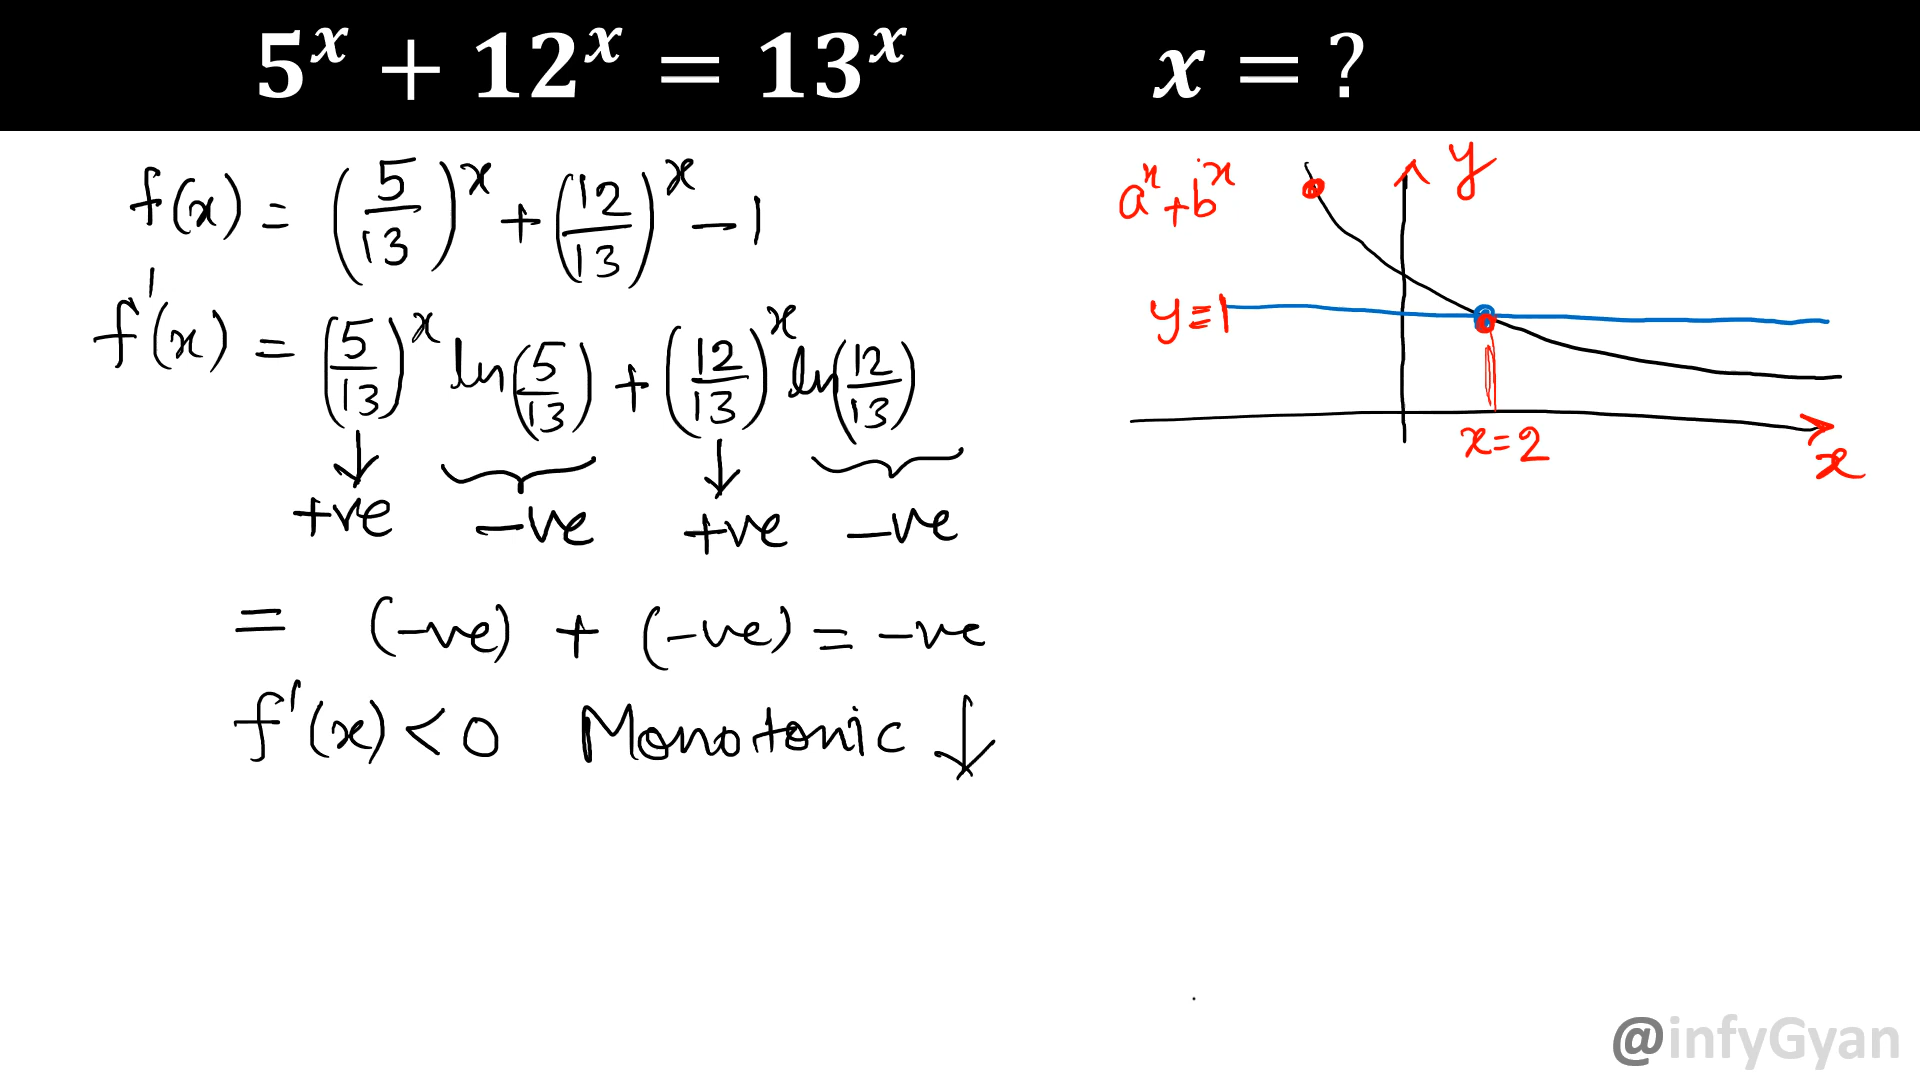 5^x + 12^x = 13^x x = ?
f(x) = (5/13)^x + (12/13)^x − 1
f'(x) = (5/13)^x ln(5/13) + (12/13)^x ln(12/13)
↓ ↓
+ve −ve +ve −ve
= (−ve) + (−ve) = −ve
f'(x) < 0 Monotonic ↓
a^x + b^x
y
y=1
x=2
x
@infyGyan